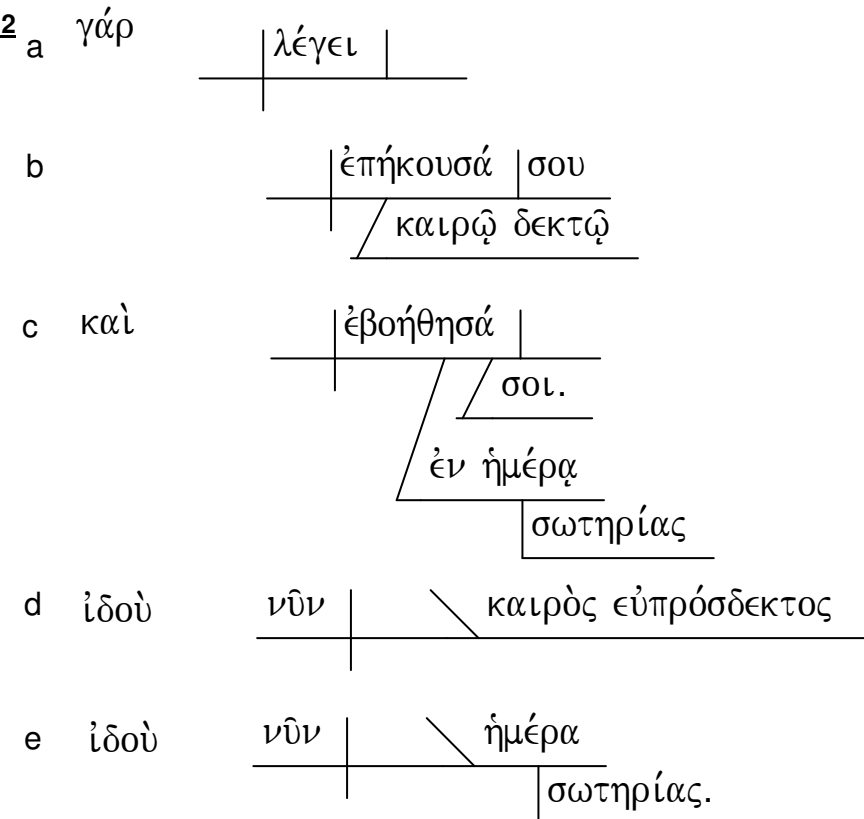 2 a γάρ λέγει
b ἐπήκουσά σου
καιρῷ δεκτῷ
c καὶ ἐβοήθησά
σοι.
ἐν ἡμέρᾳ
σωτηρίας
d ἰδοὺ νῦν καιρὸς εὐπρόσδεκτος
e ἰδοὺ νῦν ἡμέρα
σωτηρίας.